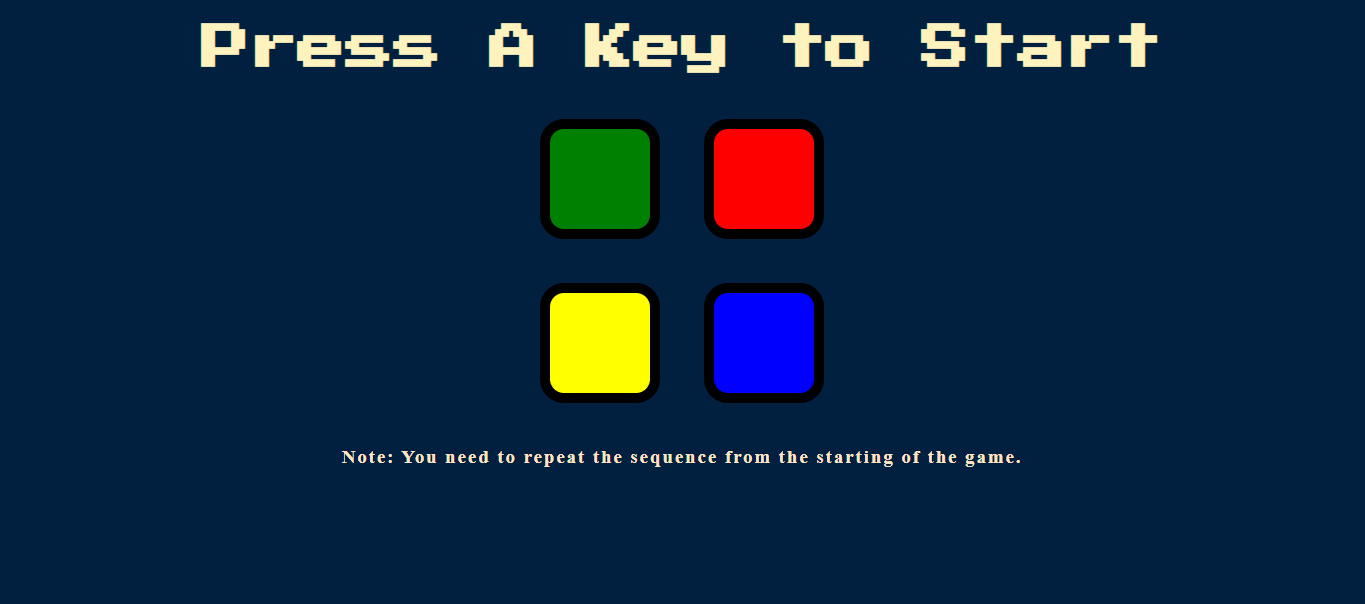 Press A Key to Start
Note: You need to repeat the sequence from the starting of the game.